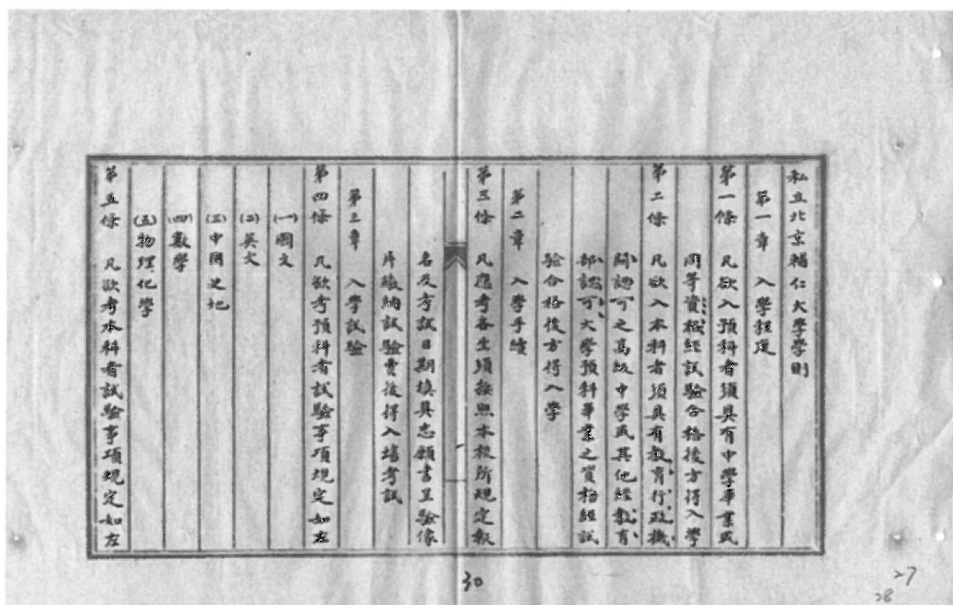 私立北京輔仁大學學則
第一章 入學程度
第一條 凡欲入預科者須具有中學畢業或
同等資格經試驗合格後方得入學
第二條 凡欲入本科者須具有教育行政機
關認可之高級中學或其他經教育
部認可大學預科畢業之資格經試
驗合格後方得入學
第二章 入學手續
第三條 凡應考各生須按照本校所規定報
名及考試日期填具志願書呈驗像
片繳納試驗費後得入場考試
第三章 入學試驗
第四條 凡欲考預科者試驗事項規定如左
(一)國文
(二)英文
(三)中國史地
(四)數學
(五)物理化學
第五條 凡欲考本科者試驗事項規定如左
30
27
28